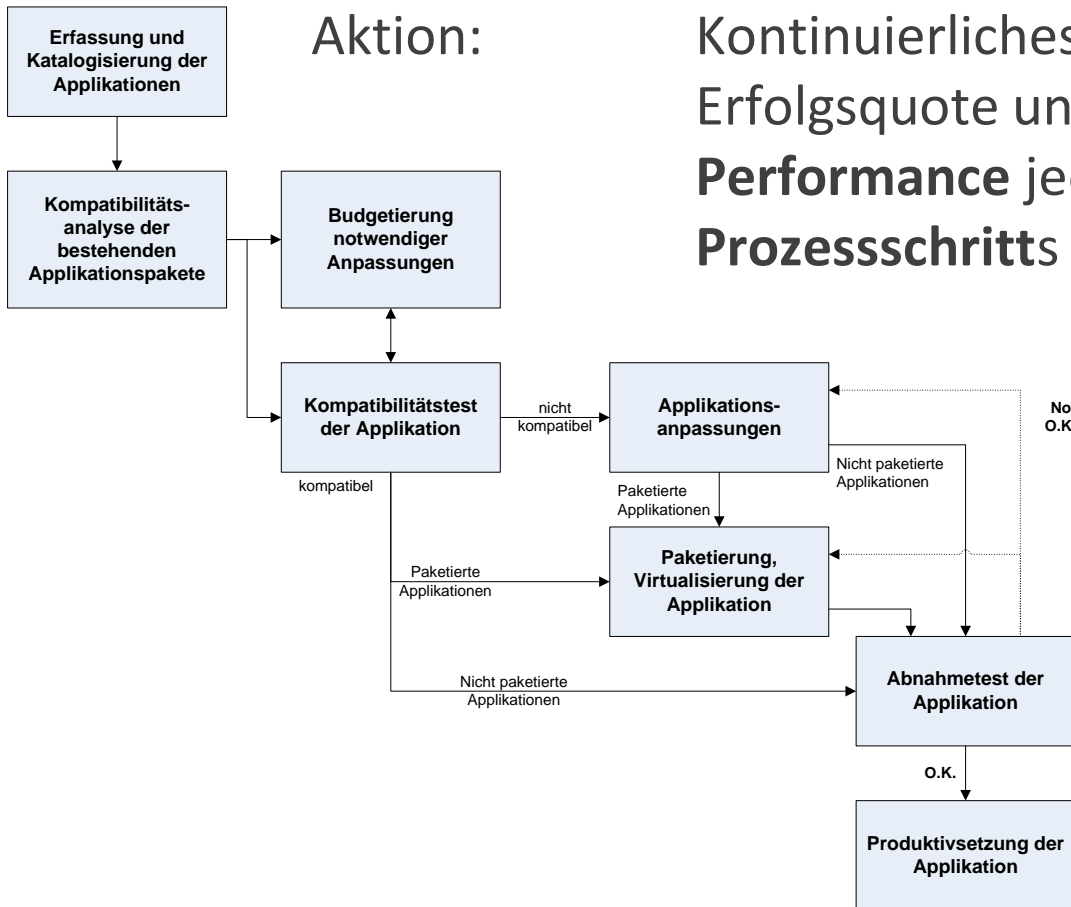 Erfassung und
Katalogisierung der
Applikationen
Aktion:
Kontinuierliches
Erfolgsquote un
Performance je
Prozessschritts
Kompatibilitäts-
analyse der
bestehenden
Applikationspakete
Budgetierung
notwendiger
Anpassungen
Kompatibilitätstest
der Applikation
nicht
kompatibel
Applikations-
anpassungen
No
O.K
kompatibel
Paketierte
Applikationen
Nicht paketierte
Applikationen
Paketierung,
Virtualisierung der
Applikation
Paketierte
Applikationen
Nicht paketierte
Applikationen
Abnahmetest der
Applikation
O.K.
Produktivsetzung der
Applikation